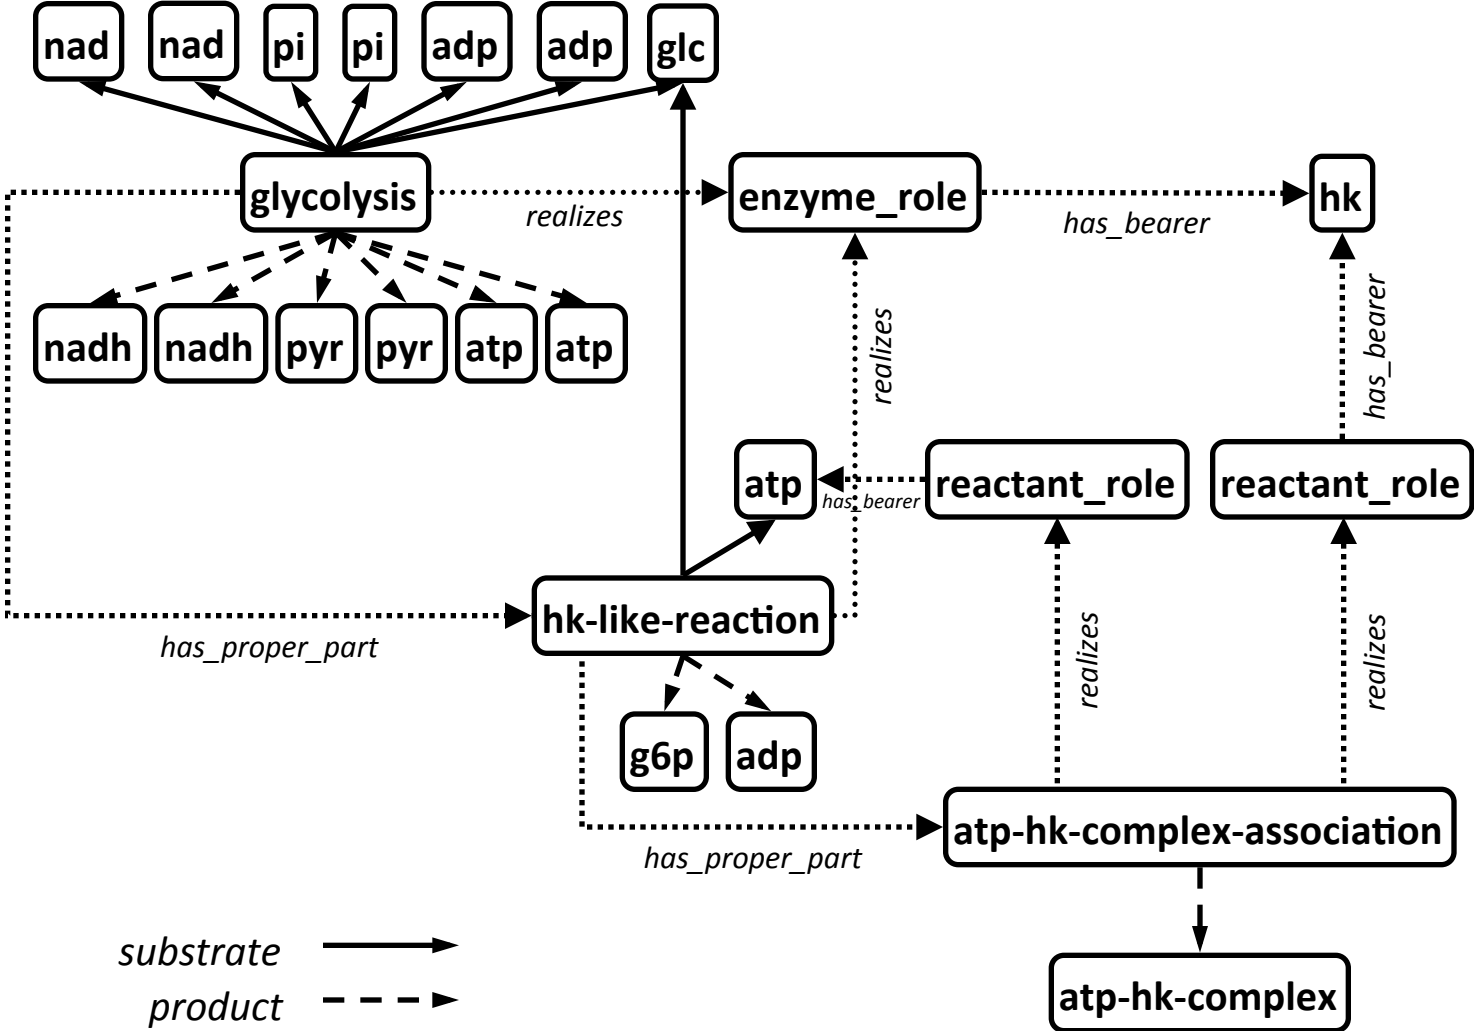 nad nad pi pi adp adp glc
glycolysis realizes enzyme_role has_bearer hk
nadh nadh pyr pyr atp atp
realizes
has_bearer
atp has_bearer reactant_role reactant_role
hk-like-reaction
has_proper_part
realizes
realizes
g6p adp
atp-hk-complex-association
has_proper_part
substrate
product
atp-hk-complex